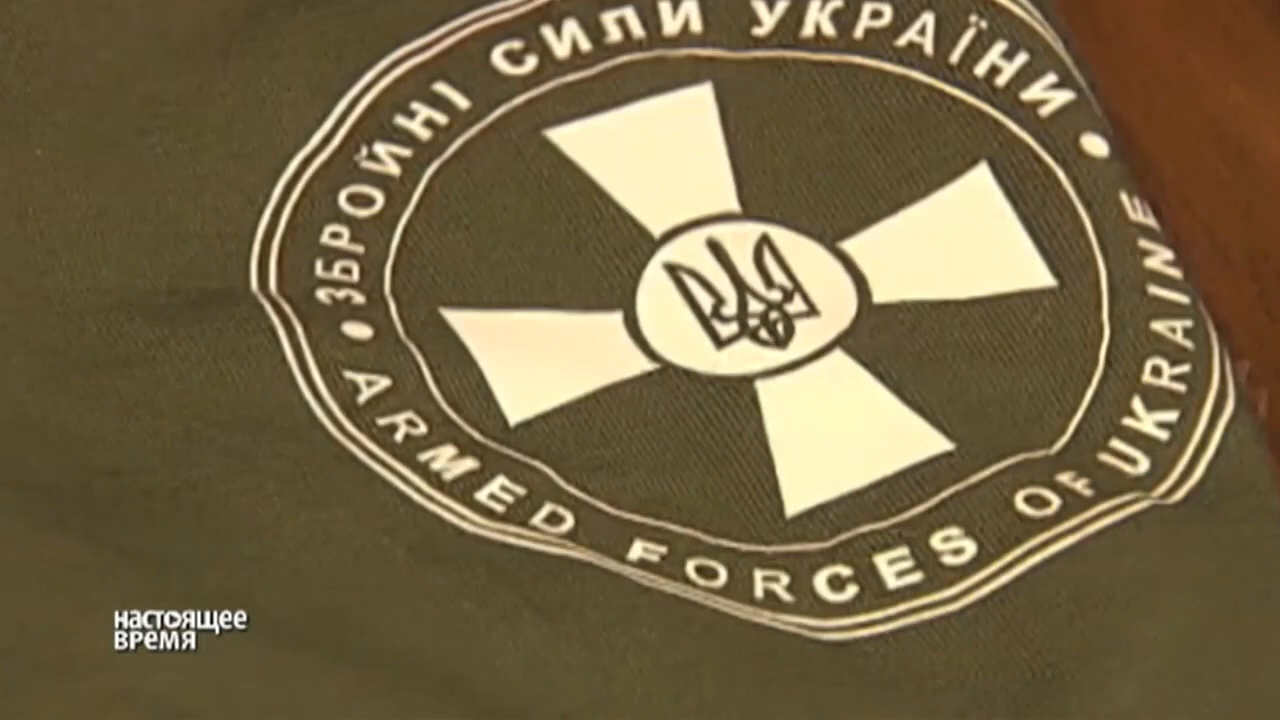 ЗБРОЙНІ СИЛИ УКРАЇНИ
ARMED FORCES OF UKRAINE
настоящее
время